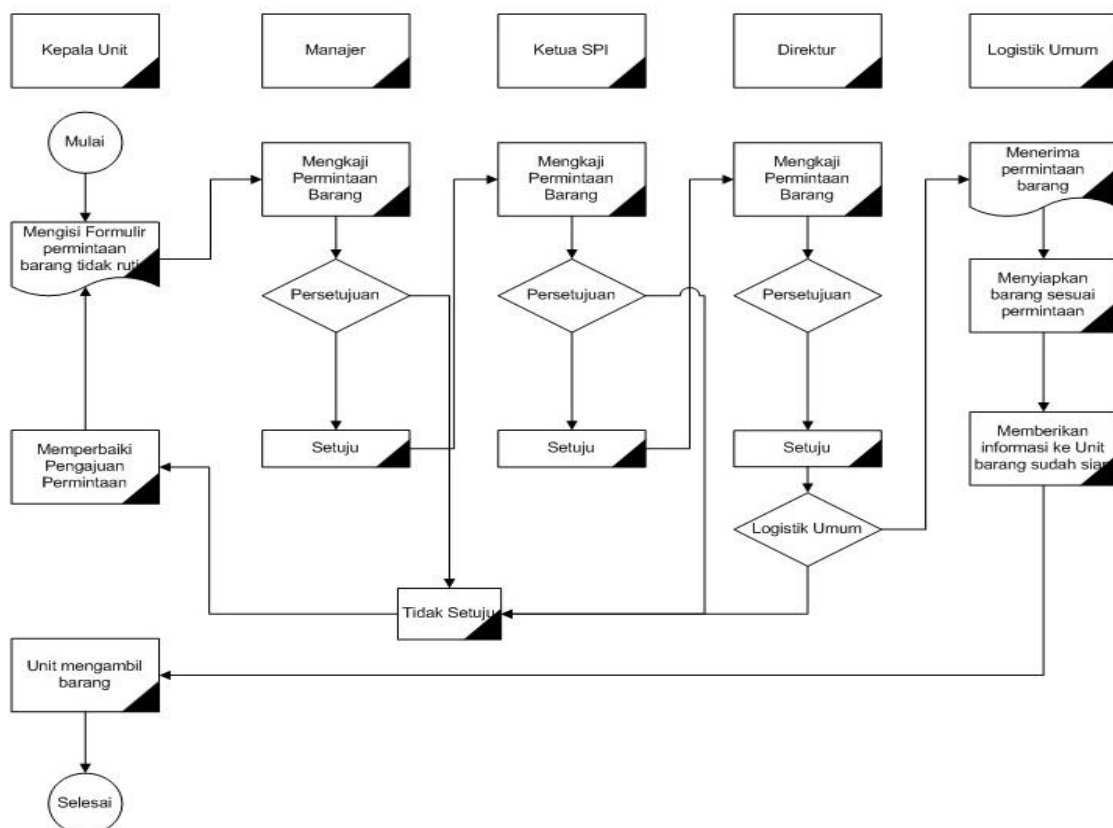 Kepala Unit
Manajer
Ketua SPI
Direktur
Logistik Umum
Mulai
Mengkaji
Permintaan
Barang
Mengkaji
Permintaan
Barang
Mengkaji
Permintaan
Barang
Menerima
permintaan
barang
Mengisi Formulir
permintaan
barang tidak
Persetujuan
Persetujuan
Persetujuan
Menyiapkan
barang sesuai
permintaan
Memperbaiki
Pengajuan
Permintaan
Setuju
Setuju
Setuju
Memberikan
informasi ke Unit
barang sudah
Logistik Umum
Tidak Setuju
Unit mengambil
barang
Selesai